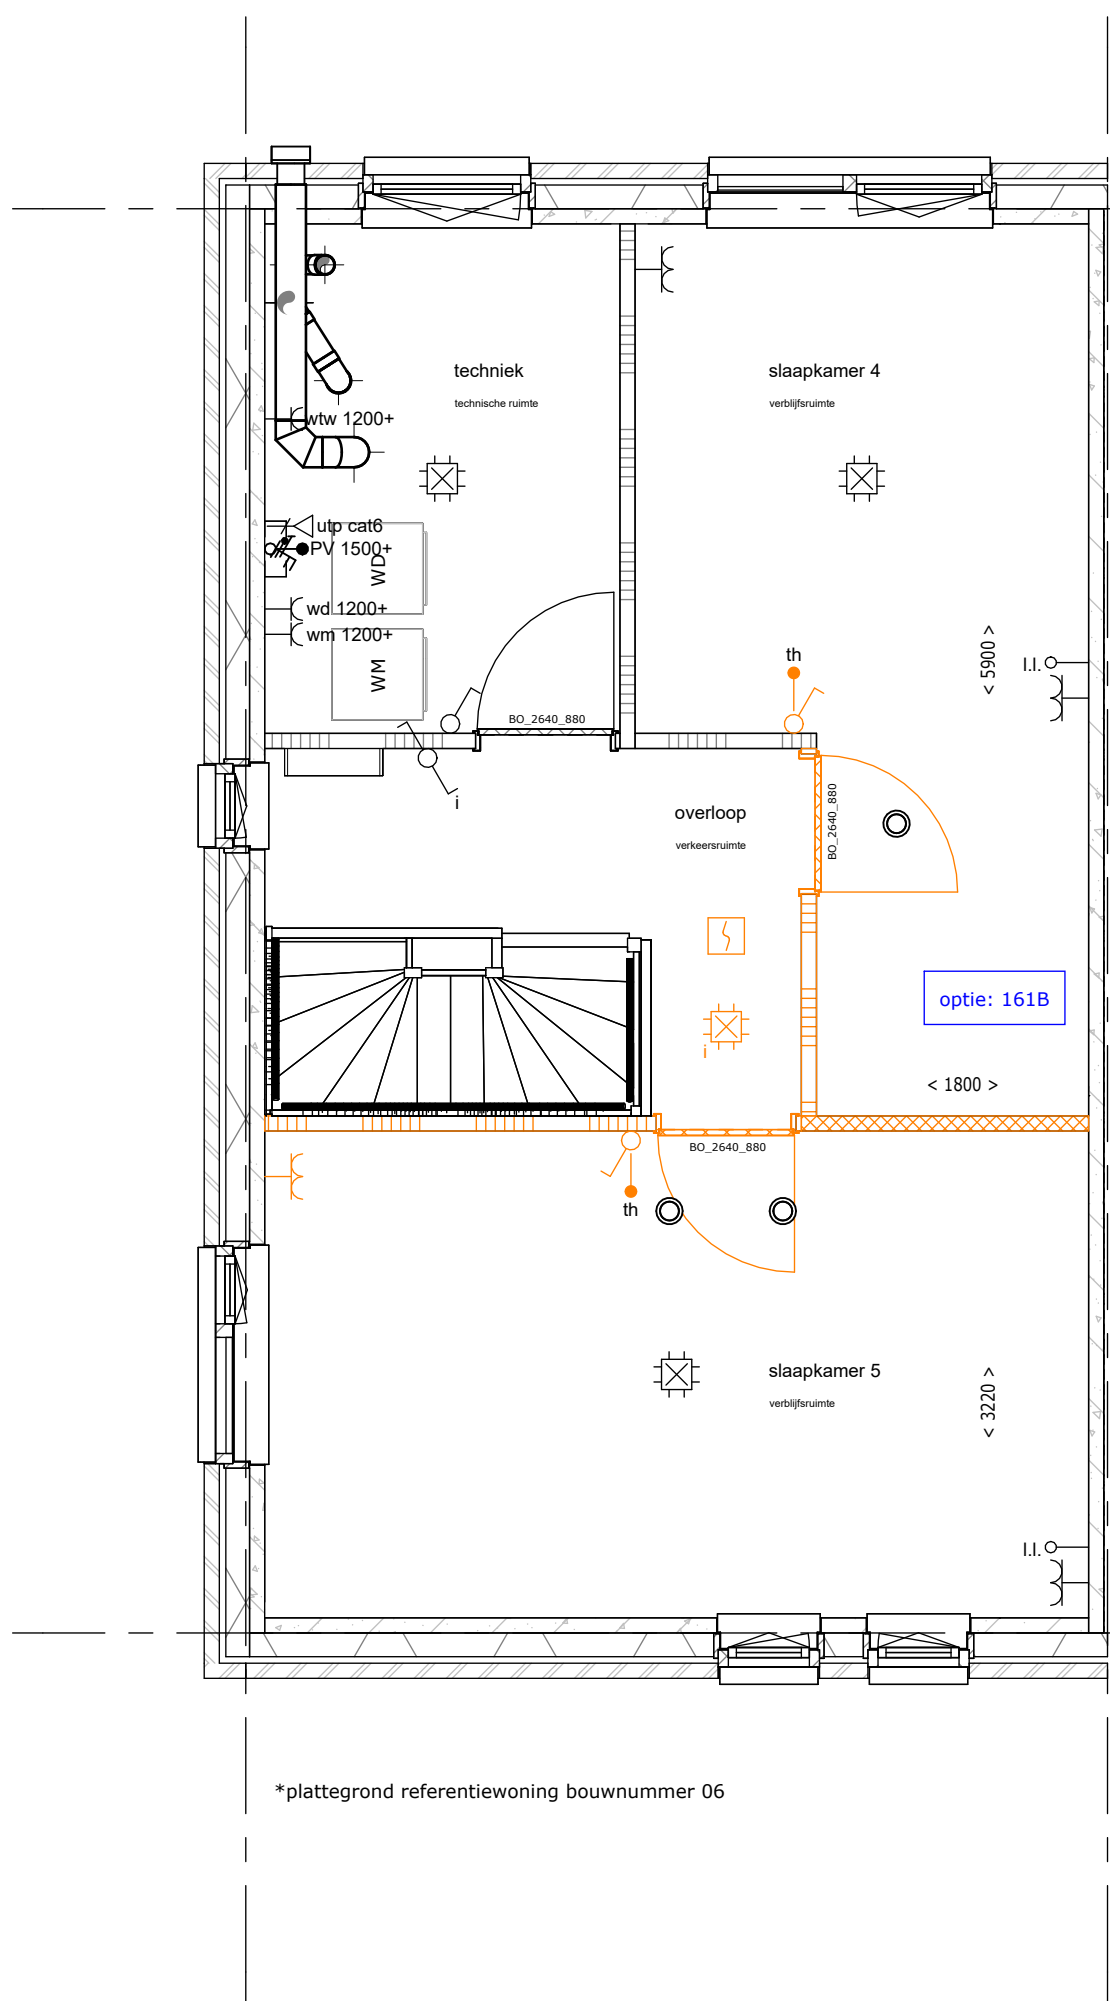 techniek
technische ruimte
slaapkamer 4
verblijfsruimte
wtw 1200+
utp cat6
PV 1500+
WD
wd 1200+
wm 1200+
WM
BO_2640_880
i
th
< 5900 >
l.l.
overloop
verkeersruimte
BO_2640_880
optie: 161B
i
< 1800 >
BO_2640_880
th
slaapkamer 5
verblijfsruimte
< 3220 >
l.l.
*plattegrond referentiewoning bouwnummer 06